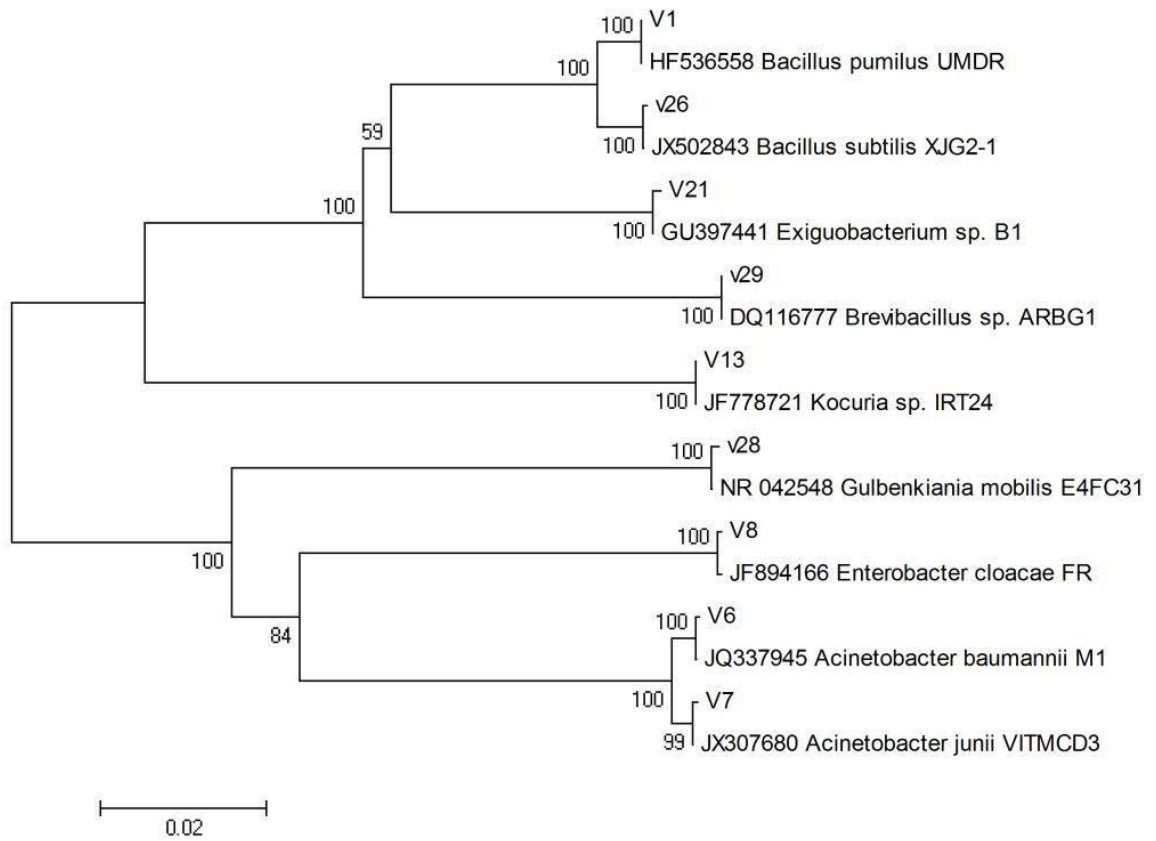 100 V1
HF536558 Bacillus pumilus UMDR
100
v26
100 JX502843 Bacillus subtilis XJG2-1
59
V21
100
100 GU397441 Exiguobacterium sp. B1
v29
100 DQ116777 Brevibacillus sp. ARBG1
V13
100 JF778721 Kocuria sp. IRT24
100 v28
NR 042548 Gulbenkiania mobilis E4FC31
100 V8
100
JF894166 Enterobacter cloacae FR
100 V6
84
JQ337945 Acinetobacter baumannii M1
100 V7
99 JX307680 Acinetobacter junii VITMCD3
0.02